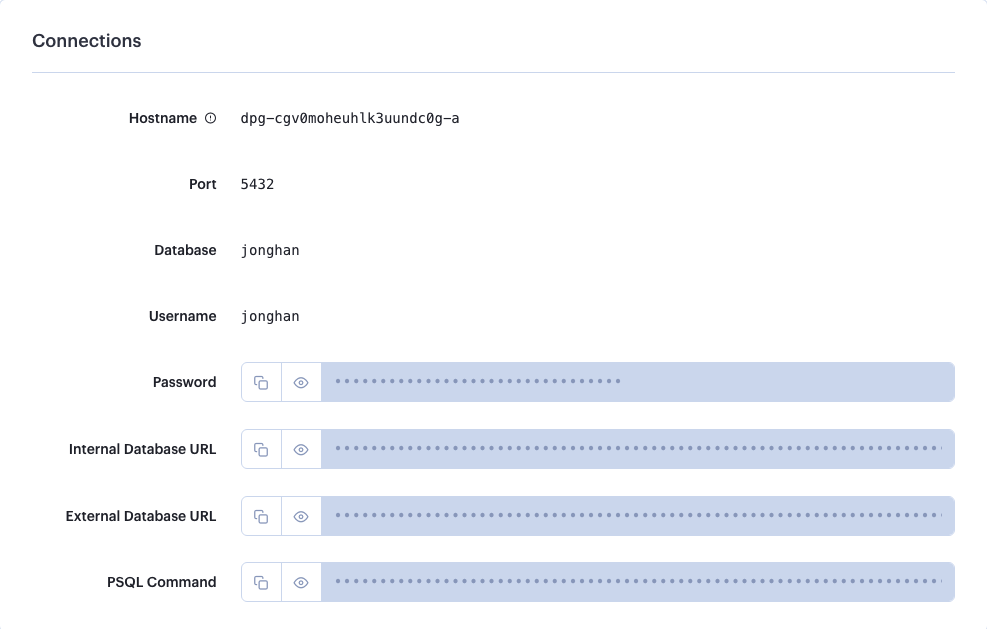 Connections
Hostname dpg-cgv0moheuhlk3uundc0g-a
Port 5432
Database jonghan
Username jonghan
Password ••••••••••••••••••••••••••••••••
Internal Database URL
External Database URL
PSQL Command